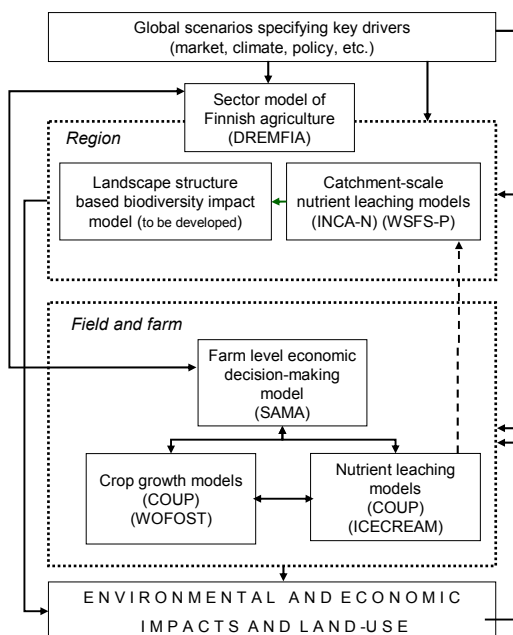 Global scenarios specifying key drivers
(market, climate, policy, etc.)
Sector model of
Finnish agriculture
(DREMFIA)
Region
Landscape structure
based biodiversity impact
model (to be developed)
Catchment-scale
nutrient leaching models
(INCA-N) (WSFS-P)
Field and farm
Farm level economic
decision-making
model
(SAMA)
Crop growth models
(COUP)
(WOFOST)
Nutrient leaching
models
(COUP)
(ICECREAM)
ENVIRONMENTAL AND ECONOMIC
IMPACTS AND LAND-USE